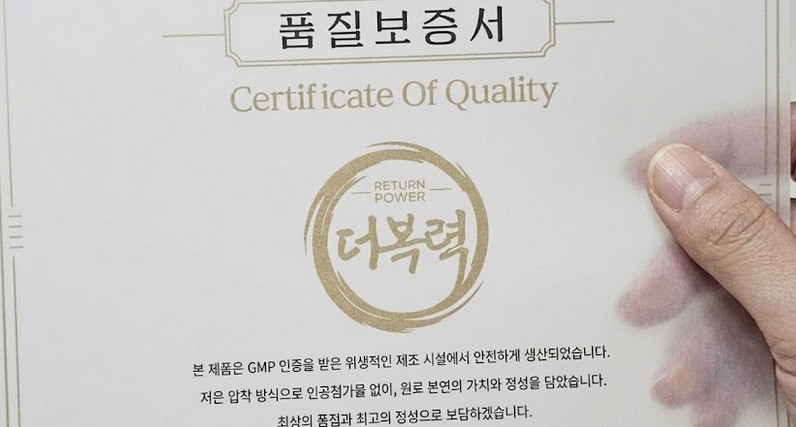 품질보증서
Certificate Of Quality
RETURN
POWER
더복력
본 제품은 GMP 인증을 받은 위생적인 제조 시설에서 안전하게 생산되었습니다.
저은 압착 방식으로 인공첨가물 없이, 원료 본연의 가치와 정성을 담았습니다.
최상의 품접과 최고의 정성으로 보담하겠습니다.